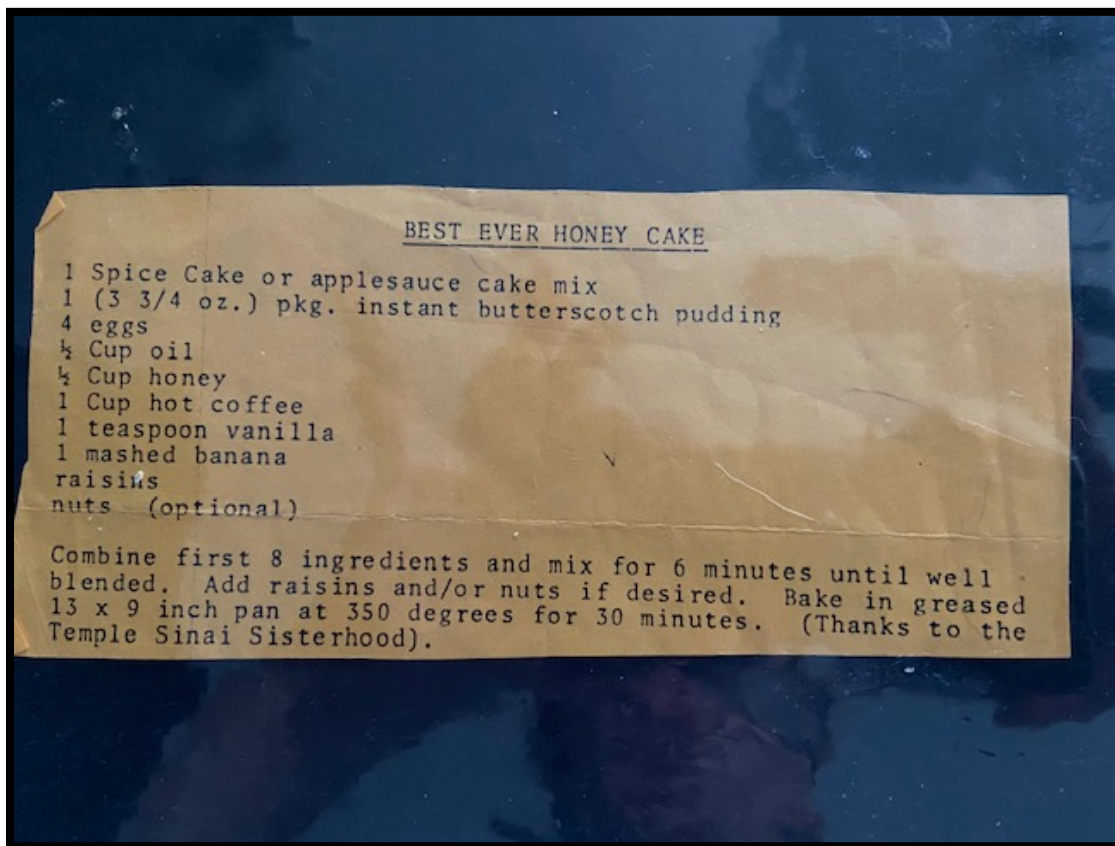 BEST EVER HONEY CAKE
1 Spice Cake or applesauce cake mix
1 (3 3/4 oz.) pkg. instant butterscotch pudding
4 eggs
½ Cup oil
½ Cup honey
1 Cup hot coffee
1 teaspoon vanilla
1 mashed banana
raisins
nuts (optional)
Combine first 8 ingredients and mix for 6 minutes until well
blended. Add raisins and/or nuts if desired. Bake in greased
13 x 9 inch pan at 350 degrees for 30 minutes. (Thanks to the
Temple Sinai Sisterhood).